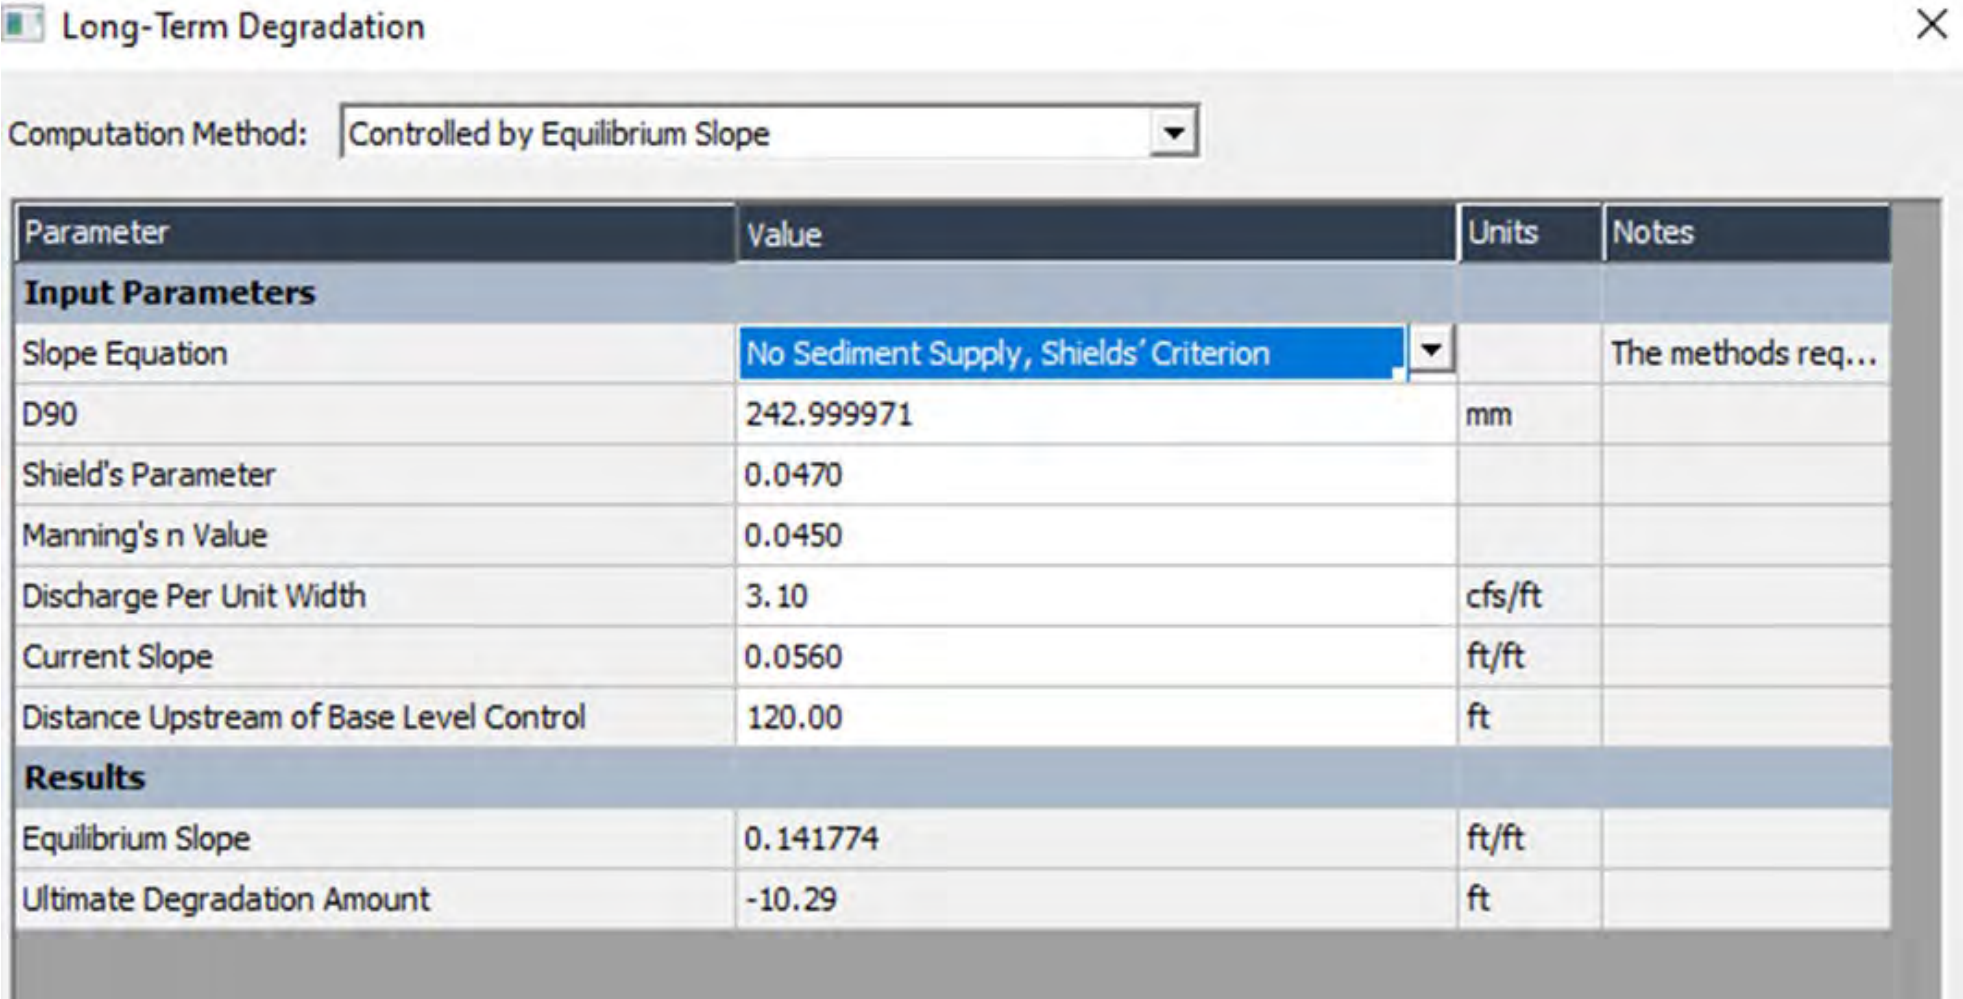 Long-Term Degradation
Computation Method: Controlled by Equilibrium Slope
Parameter Value Units Notes
Input Parameters
Slope Equation No Sediment Supply, Shields’ Criterion The methods req...
D90 242.999971 mm
Shield's Parameter 0.0470
Manning's n Value 0.0450
Discharge Per Unit Width 3.10 cfs/ft
Current Slope 0.0560 ft/ft
Distance Upstream of Base Level Control 120.00 ft
Results
Equilibrium Slope 0.141774 ft/ft
Ultimate Degradation Amount -10.29 ft